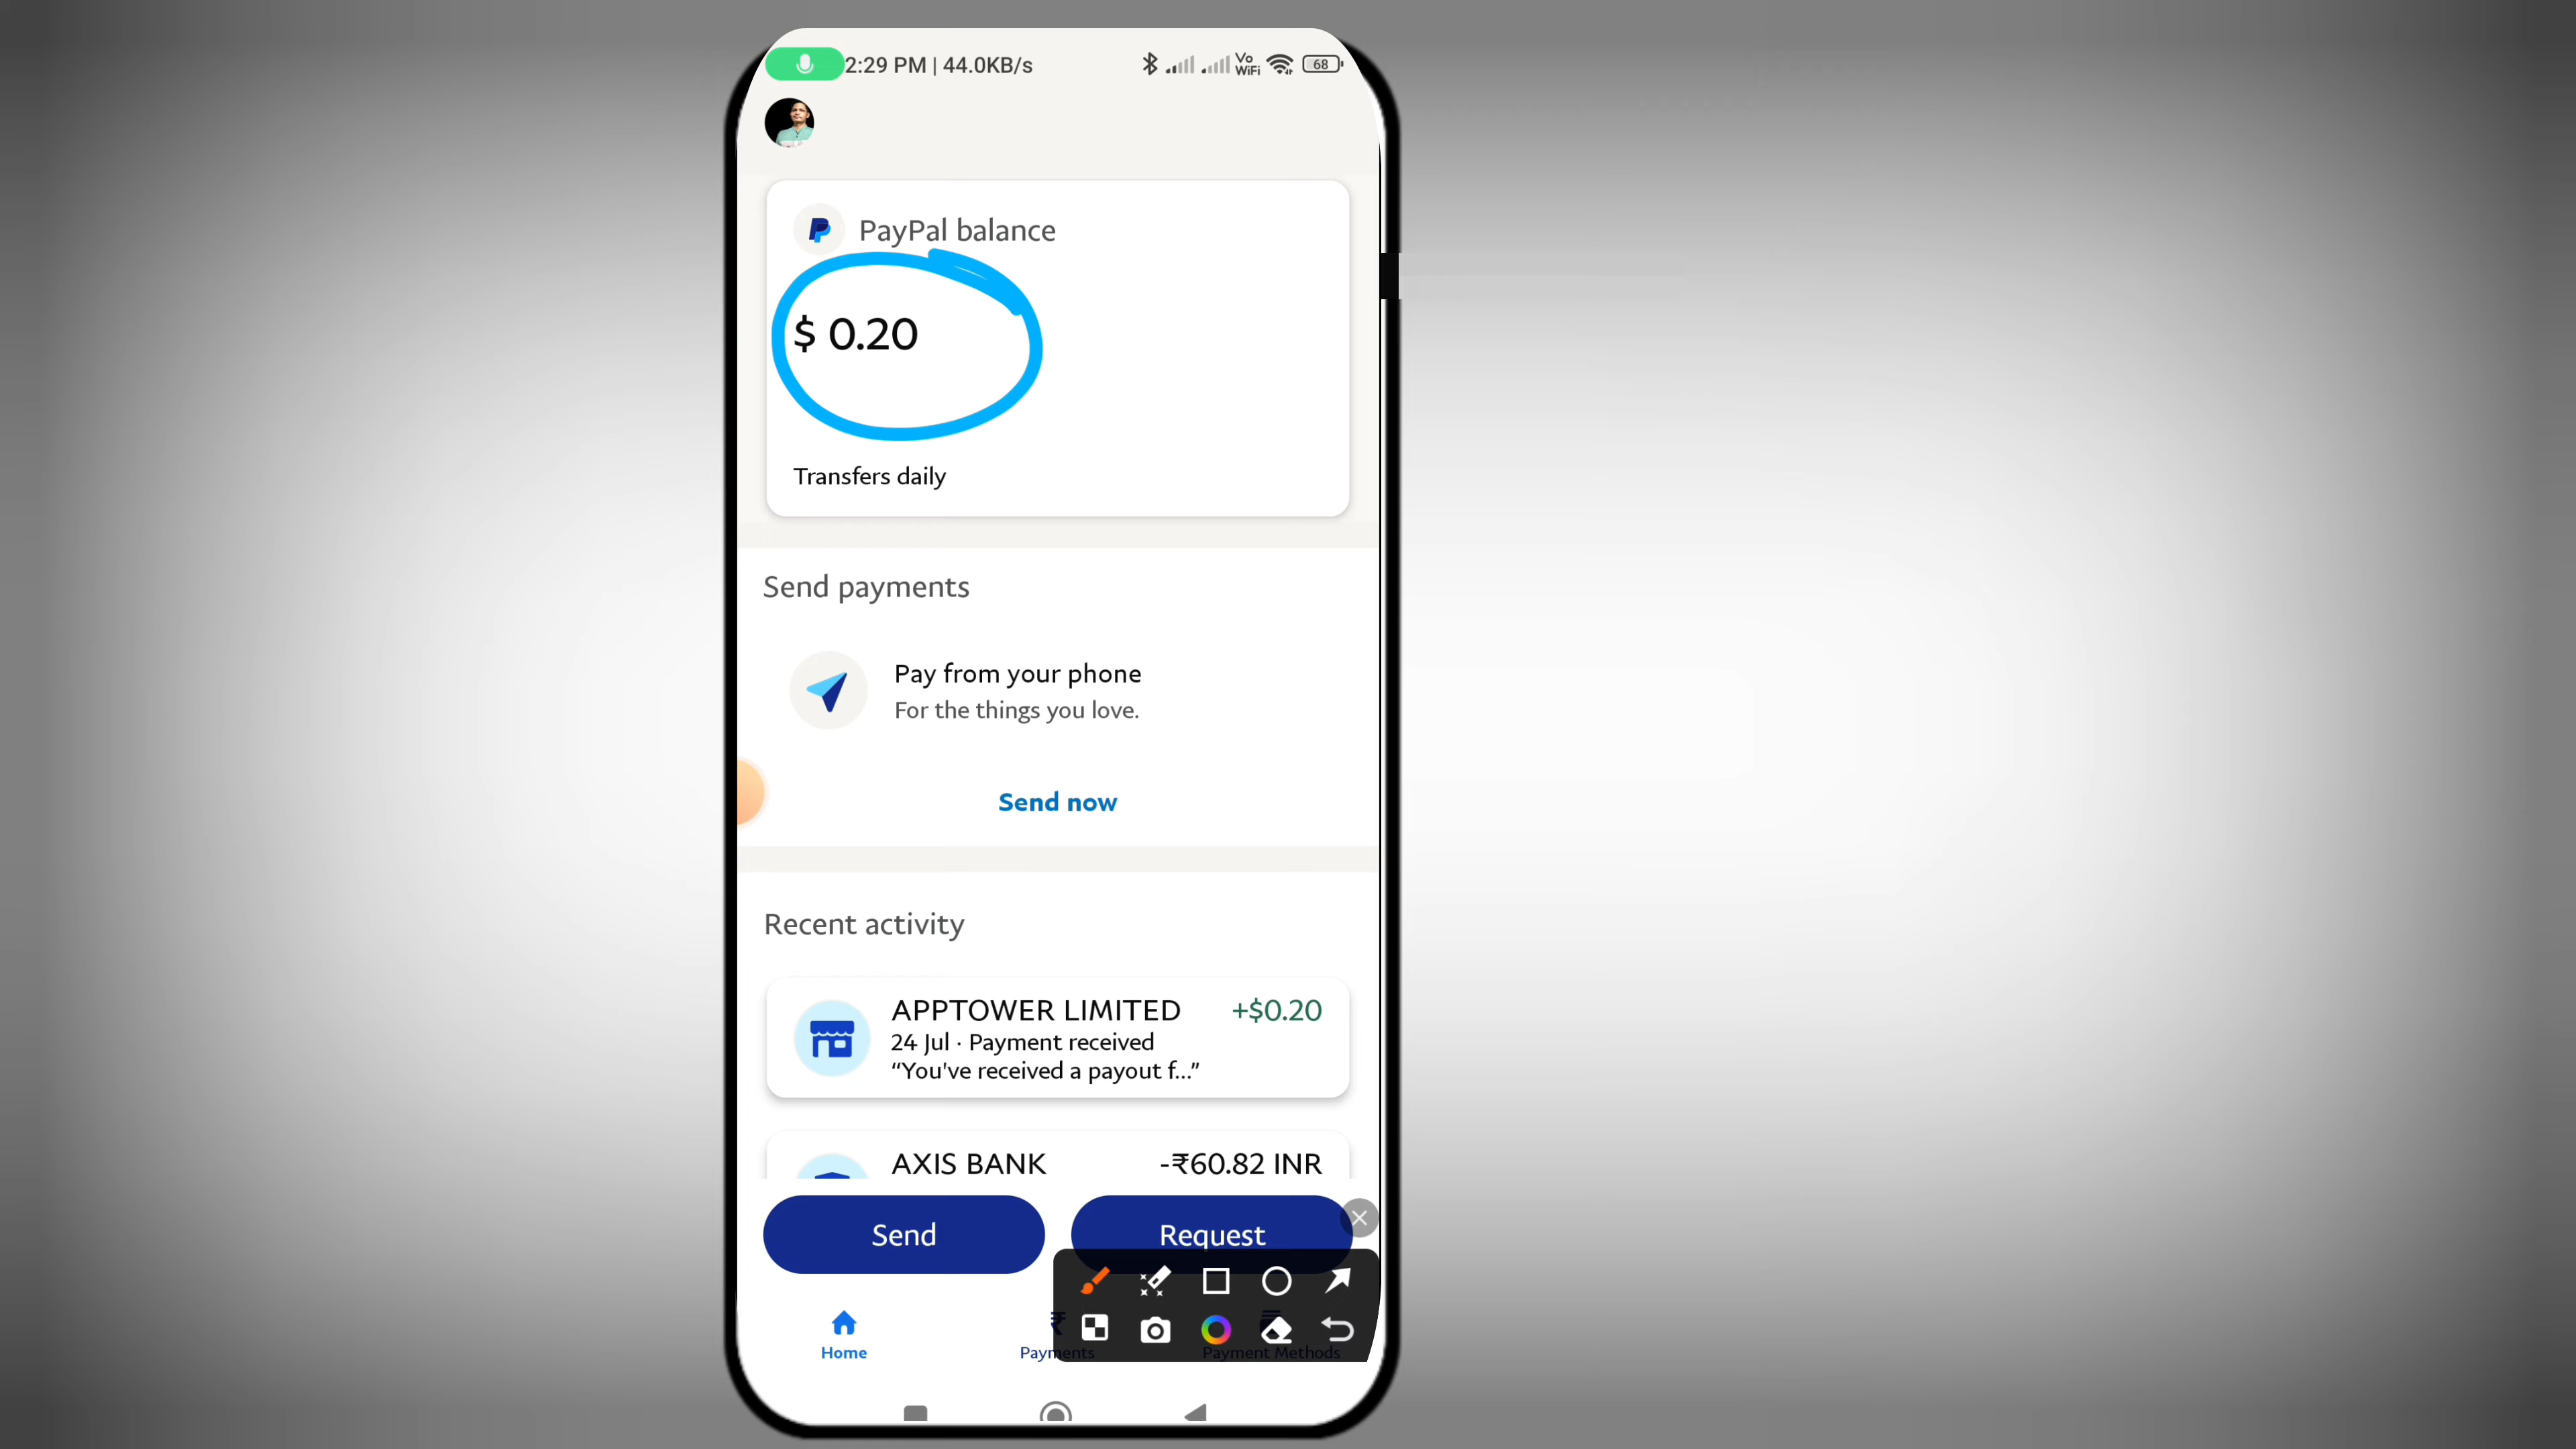 2:29 PM | 44.0KB/s
Vo
WiFi
68
PayPal balance
$ 0.20
Transfers daily
Send payments
Pay from your phone
For the things you love.
Send now
Recent activity
APPTOWER LIMITED
+$0.20
24 Jul · Payment received
“You've received a payout f...”
AXIS BANK
-₹60.82 INR
Send
Request
Home
Payments
Payment Methods